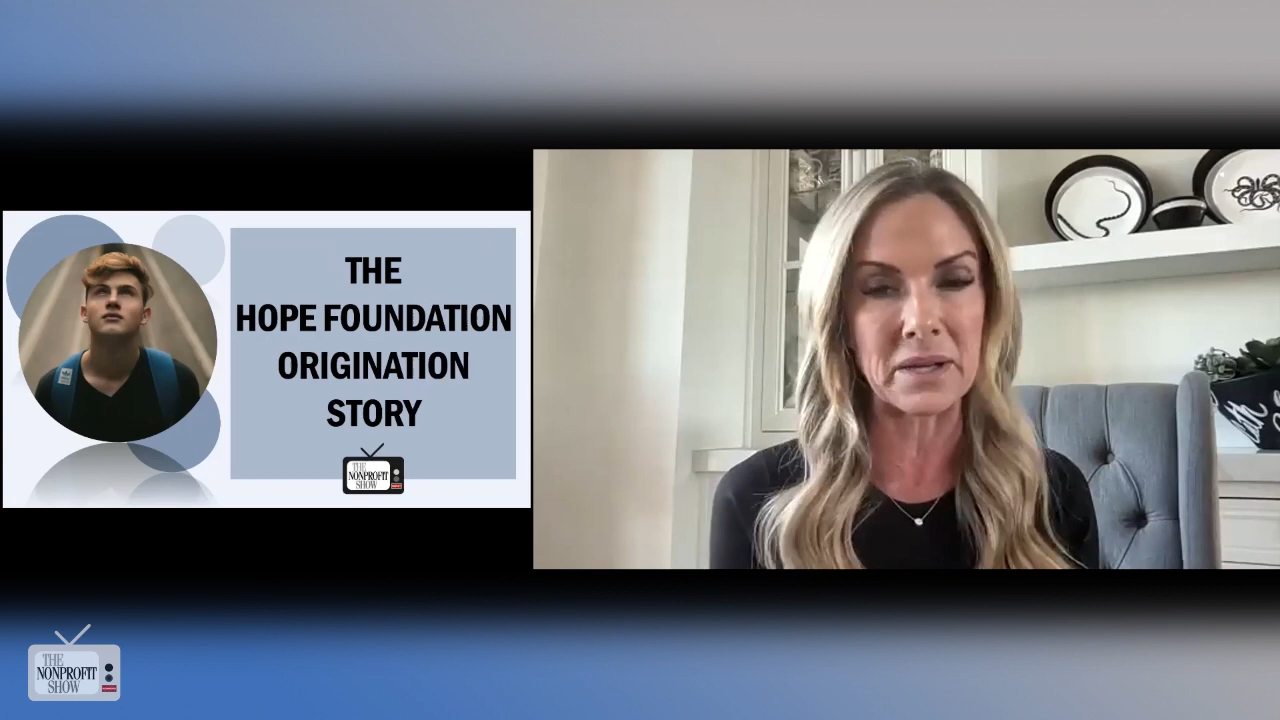 THE
HOPE FOUNDATION
ORIGINATION
STORY
THE
NONPROFIT
SHOW
THE
NONPROFIT
SHOW